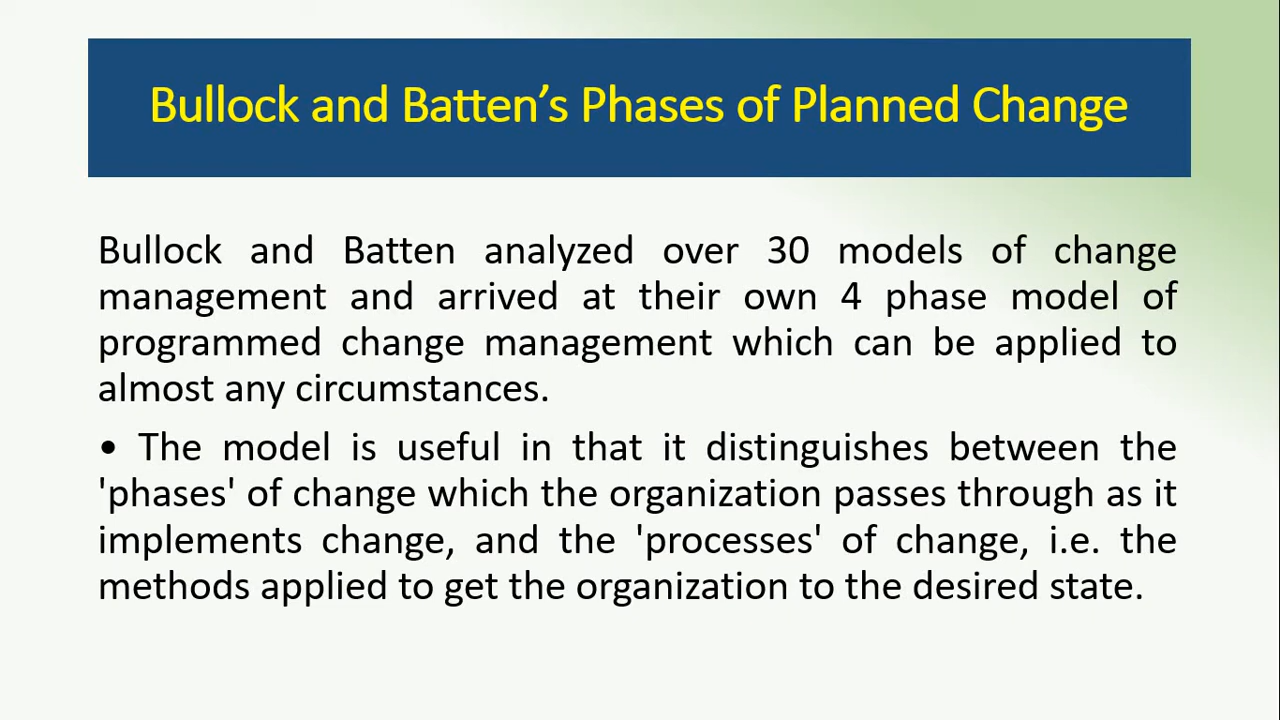 Bullock and Batten’s Phases of Planned Change
Bullock and Batten analyzed over 30 models of change
management and arrived at their own 4 phase model of
programmed change management which can be applied to
almost any circumstances.
• The model is useful in that it distinguishes between the
'phases' of change which the organization passes through as it
implements change, and the 'processes' of change, i.e. the
methods applied to get the organization to the desired state.